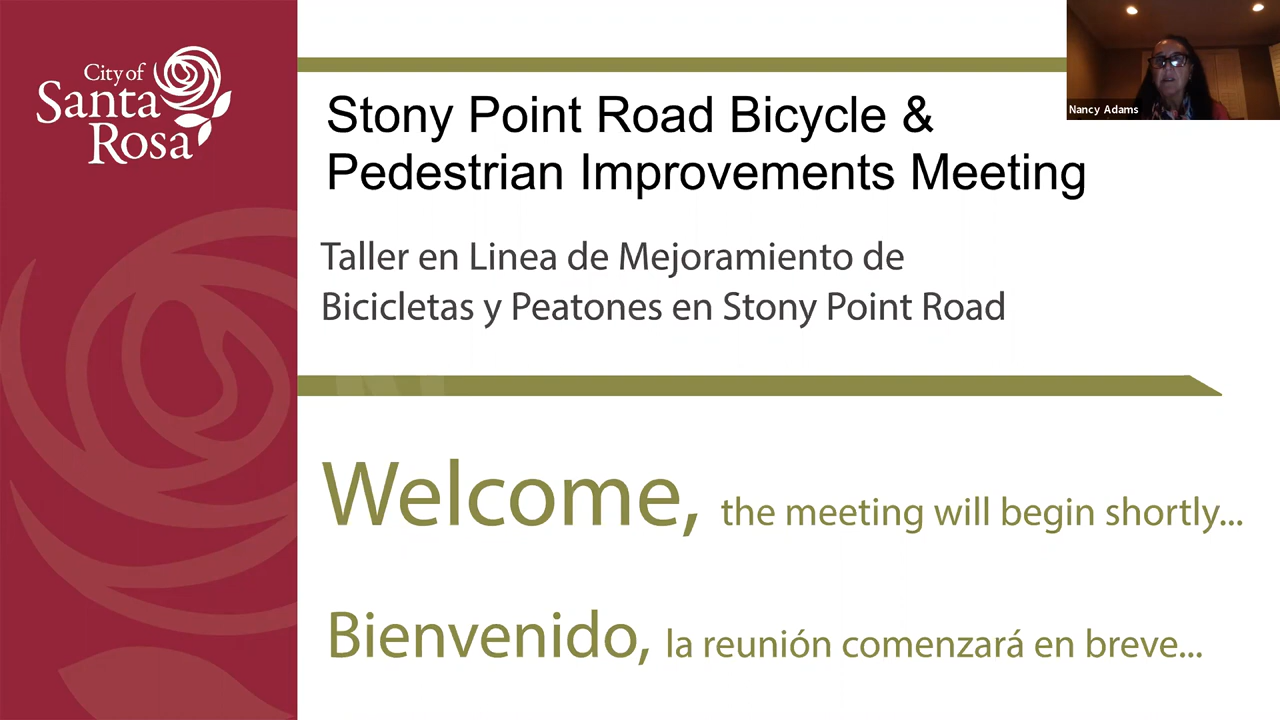 City of
Santa
Rosa
Stony Point Road Bicycle &
Pedestrian Improvements Meeting
Nancy Adams
Taller en Linea de Mejoramiento de
Bicicletas y Peatones en Stony Point Road
Welcome, the meeting will begin shortly...
Bienvenido, la reunión comenzará en breve...